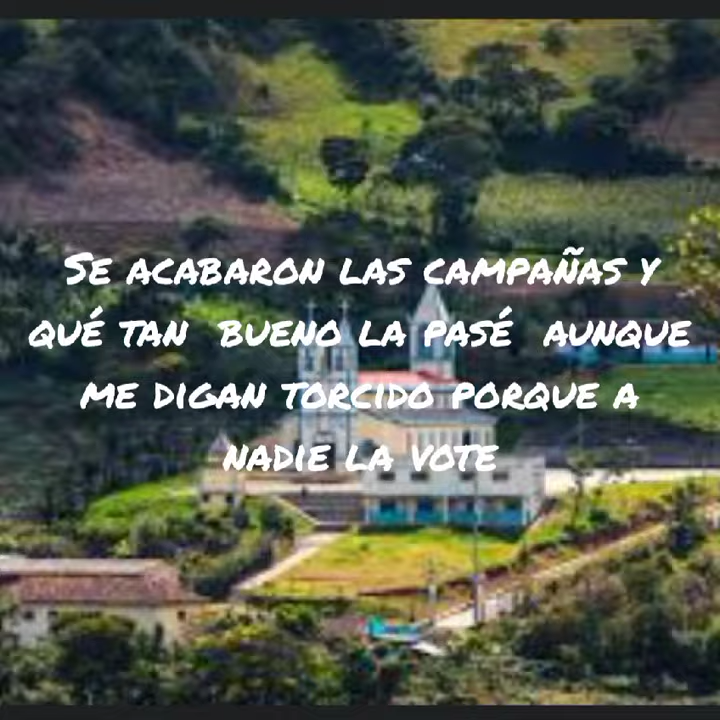 Se acabaron las campañas y
qué tan bueno la pasé aunque
me digan torcido porque a
nadie la vote